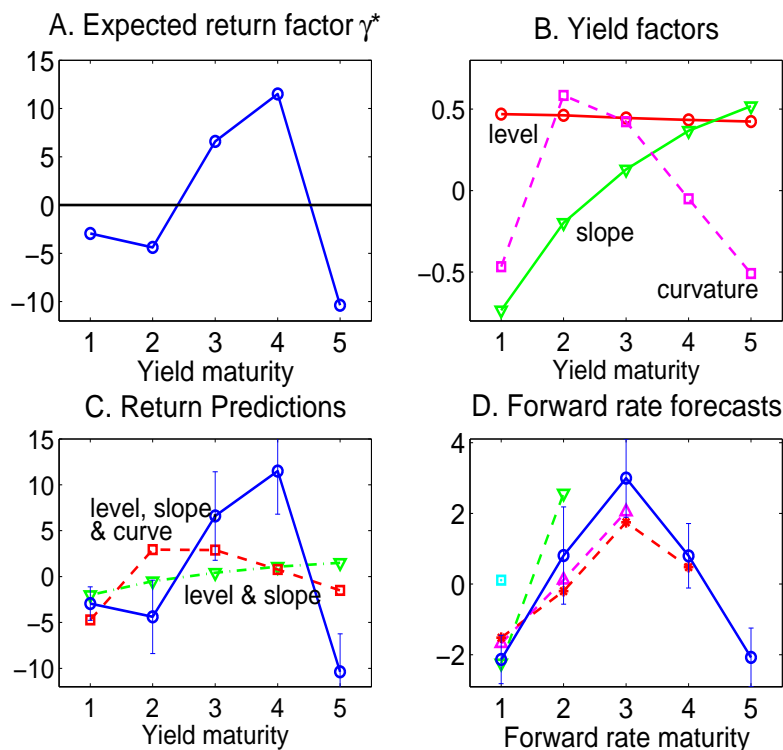 A. Expected return factor γ*
15
10
5
0
−5
−10
1 2 3 4 5
Yield maturity
B. Yield factors
0.5
0
−0.5
level
slope
curvature
1 2 3 4 5
Yield maturity
C. Return Predictions
15
10
5
0
−5
−10
level, slope
& curve
level & slope
1 2 3 4 5
Yield maturity
D. Forward rate forecasts
4
2
0
−2
1 2 3 4 5
Forward rate maturity